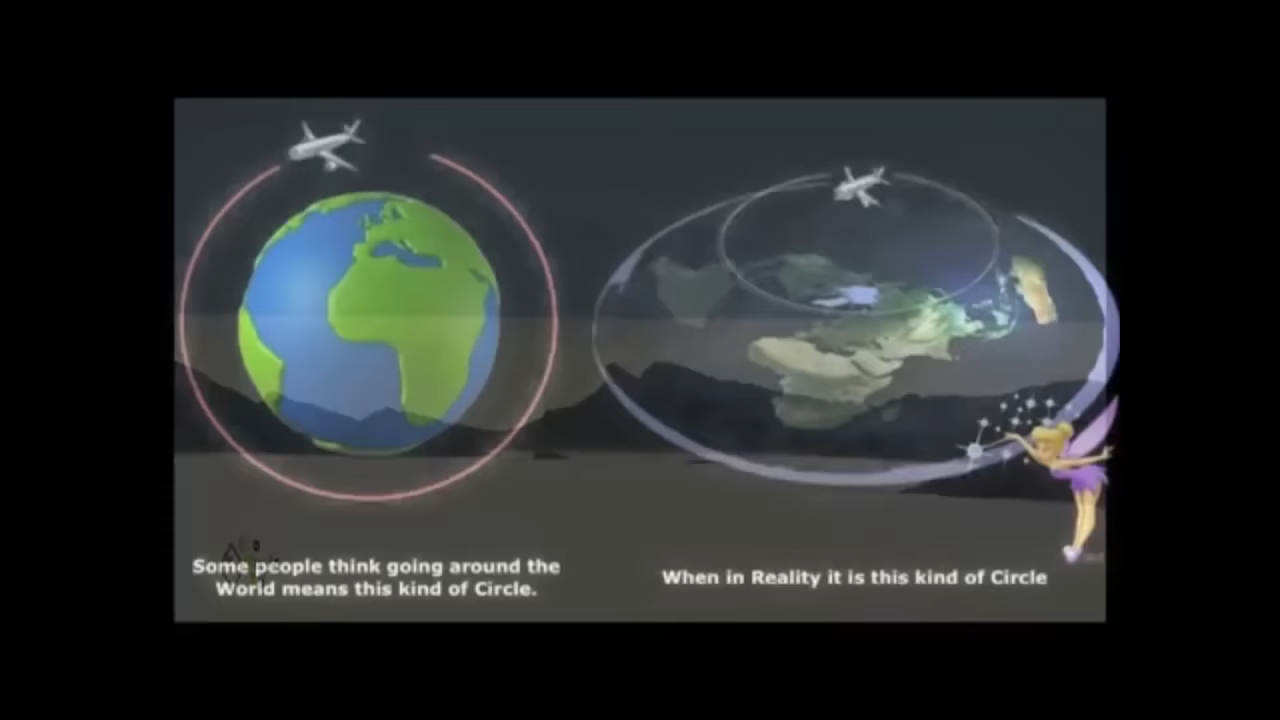 Some people think going around the
World means this kind of Circle.
When in Reality it is this kind of Circle